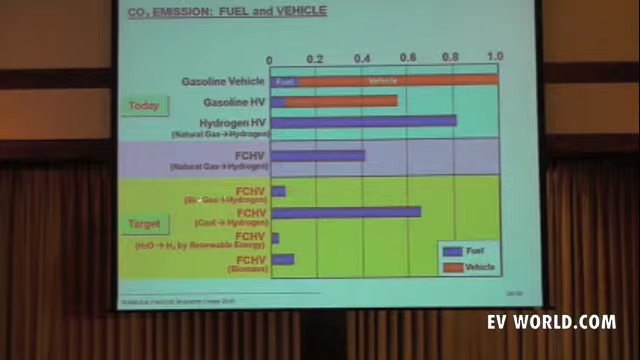 CO₂ EMISSION: FUEL and VEHICLE
0 0.2 0.4 0.6 0.8 1.0
Gasoline Vehicle
Fuel Vehicle
Today
Gasoline HV
Hydrogen HV
(Natural Gas→Hydrogen)
FCHV
(Natural Gas→Hydrogen)
FCHV
Gas→Hydrogen)
FCHV
(Coal→Hydrogen)
Target
FCHV
(H₂O → H₂ by Renewable Energy)
FCHV
(Biomass)
Fuel
Vehicle
EV WORLD.COM